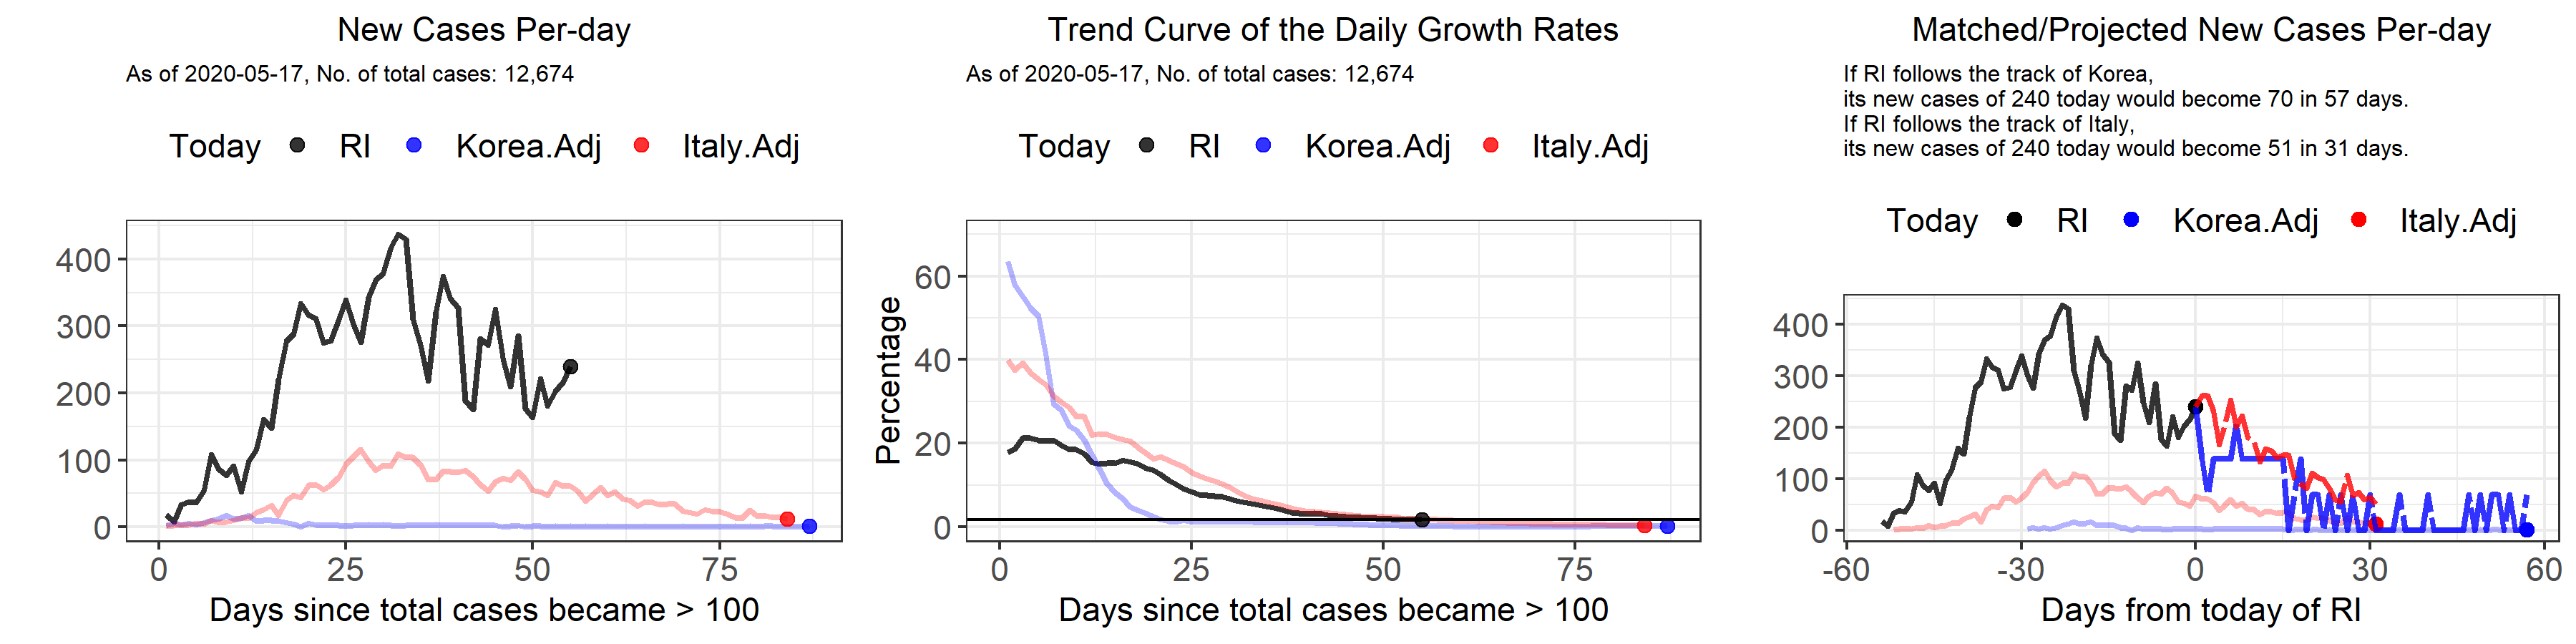 New Cases Per-day
As of 2020-05-17, No. of total cases: 12,674
Today RI Korea.Adj Italy.Adj
400
300
200
100
0
0 25 50 75
Days since total cases became > 100
Trend Curve of the Daily Growth Rates
As of 2020-05-17, No. of total cases: 12,674
Today RI Korea.Adj Italy.Adj
Percentage
60
40
20
0
0 25 50 75
Days since total cases became > 100
Matched/Projected New Cases Per-day
If RI follows the track of Korea,
its new cases of 240 today would become 70 in 57 days.
If RI follows the track of Italy,
its new cases of 240 today would become 51 in 31 days.
Today RI Korea.Adj Italy.Adj
400
300
200
100
0
-60 -30 0 30 60
Days from today of RI